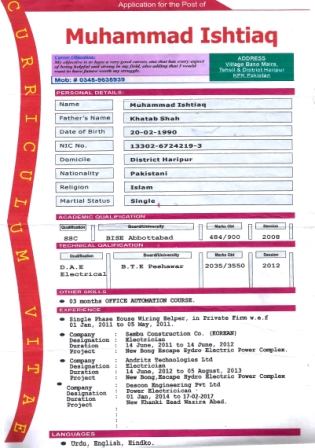 Application for the Post of
CURRICULUM VITAE
Muhammad Ishtiaq
Career Objective:
My objective is to have a very good career, one that has every aspect
of being helpful and strong in my field, also adding that I would
want to have future worth my struggle.
Mob: # 0345-9635939
ADDRESS
Village Baso Maira,
Tehsil & District Haripur
KPK Pakistan
PERSONAL DETAILS:
Name Muhammad Ishtiaq
Father's Name Khatab Shah
Date of Birth 20-02-1990
NIC No. 13302-6724219-3
Domicile District Haripur
Nationality Pakistani
Religion Islam
Martial Status Single
ACADEMIC QUALIFICATION
Qualification Board/University Marks Obt Session
SSC BISE Abbottabad 484/900 2008
TECHNICAL QALIFICATION
Qualification Board/University Marks Obt Session
D.A.E Electrical B.T.E Peshawar 2035/3550 2012
OTHER SKILLS
03 months OFFICE AUTOMATION COURSE.
EXPERIENCE
Single Phase House Wiring Helper, in Private Firm w.e.f
01 Jan, 2011 to 05 May, 2011.
Company : Sambu Construction Co. (KOREAN)
Designation : Electrician
Duration : 14 June, 2011 to 14 June, 2012
Project : New Bong Escape Hydro Electric Power Complex.
Company : Andritz Technologies Ltd
Designation : Electrician
Duration : 14 June, 2012 to 05 August, 2013
Project : New Bong,Escape Hydro Electric Power Complex
Company : Descon Engineering Pvt Ltd
Designation : Power Electriciean
Duration : 01 Jan, 2014 to 17-02-2017
Project : New Khanki Head Wazira Abad.
LANGUAGES
Urdu, English, Hindko.